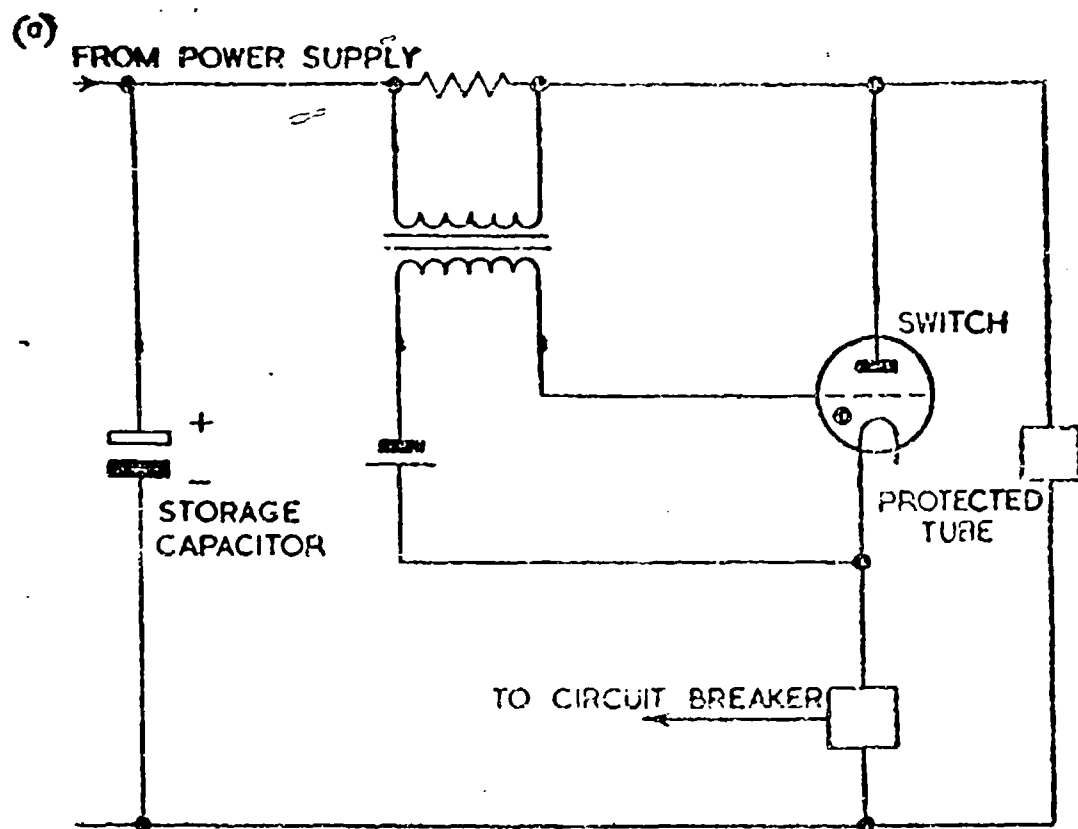 (a)
FROM POWER SUPPLY
SWITCH
+
-
STORAGE
CAPACITOR
PROTECTED
TUBE
TO CIRCUIT BREAKER